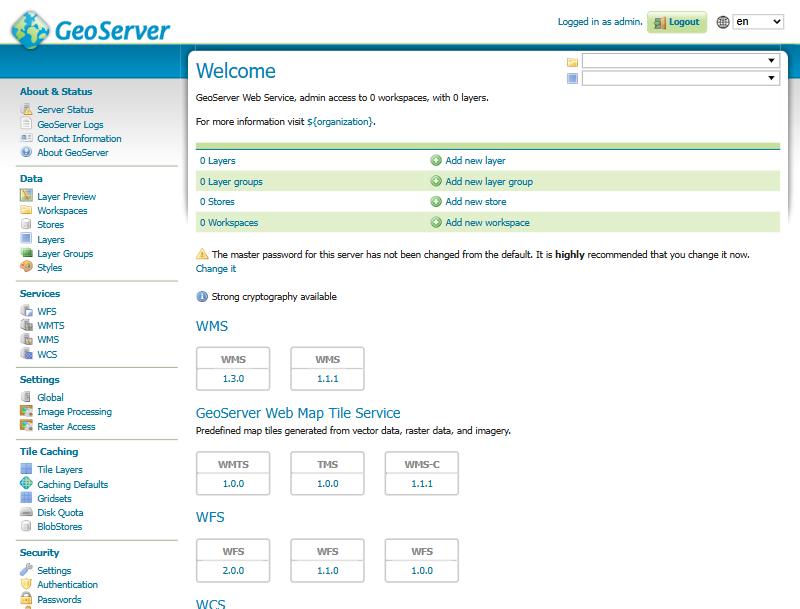 GeoServer
Logged in as admin.
Logout
en
Welcome
GeoServer Web Service, admin access to 0 workspaces, with 0 layers.
For more information visit ${organization}.
0 Layers
Add new layer
0 Layer groups
Add new layer group
0 Stores
Add new store
0 Workspaces
Add new workspace
The master password for this server has not been changed from the default. It is highly recommended that you change it now.
Change it
Strong cryptography available
WMS
WMS
1.3.0
WMS
1.1.1
GeoServer Web Map Tile Service
Predefined map tiles generated from vector data, raster data, and imagery.
WMTS
1.0.0
TMS
1.0.0
WMS-C
1.1.1
WFS
WFS
2.0.0
WFS
1.1.0
WFS
1.0.0
WCS
About & Status
Server Status
GeoServer Logs
Contact Information
About GeoServer
Data
Layer Preview
Workspaces
Stores
Layers
Layer Groups
Styles
Services
WFS
WMTS
WMS
WCS
Settings
Global
Image Processing
Raster Access
Tile Caching
Tile Layers
Caching Defaults
Gridsets
Disk Quota
BlobStores
Security
Settings
Authentication
Passwords